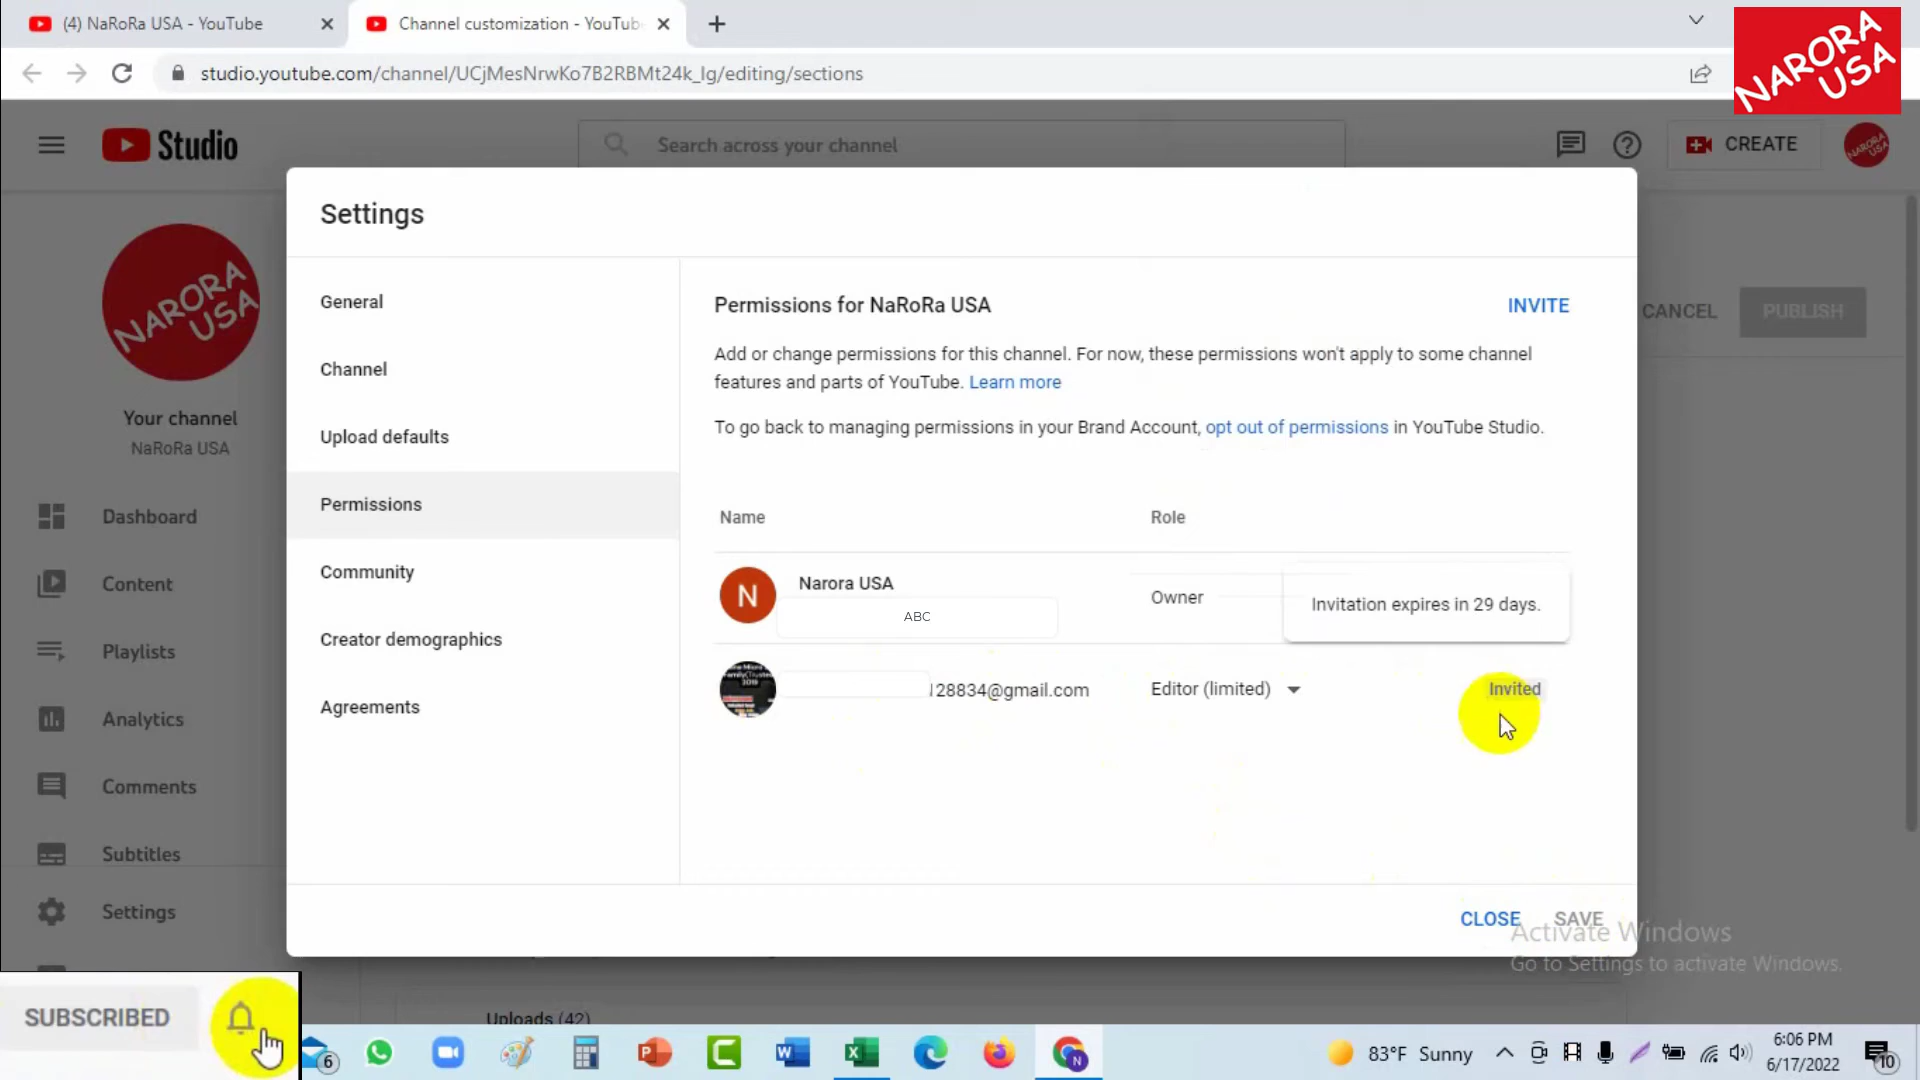 (4) NaRoRa USA - YouTube
Channel customization - YouTub
studio.youtube.com/channel/UCjMesNrwKo7B2RBMt24k_Ig/editing/sections
NARORA
USA
Studio
Search across your channel
CREATE
NARORA
USA
Settings
NARORA
USA
Your channel
NaRoRa USA
Dashboard
Content
Playlists
Analytics
Comments
Subtitles
Settings
General
Channel
Upload defaults
Permissions
Community
Creator demographics
Agreements
Permissions for NaRoRa USA
INVITE
Add or change permissions for this channel. For now, these permissions won't apply to some channel
features and parts of YouTube. Learn more
To go back to managing permissions in your Brand Account, opt out of permissions in YouTube Studio.
CANCEL
PUBLISH
Name
Role
Narora USA
ABC
Owner
Invitation expires in 29 days.
128834@gmail.com
Editor (limited)
Invited
CLOSE
SAVE
Activate Windows
Go to Settings to activate Windows.
Uploads (42)
SUBSCRIBED
6
83°F Sunny
6:06 PM
6/17/2022
10